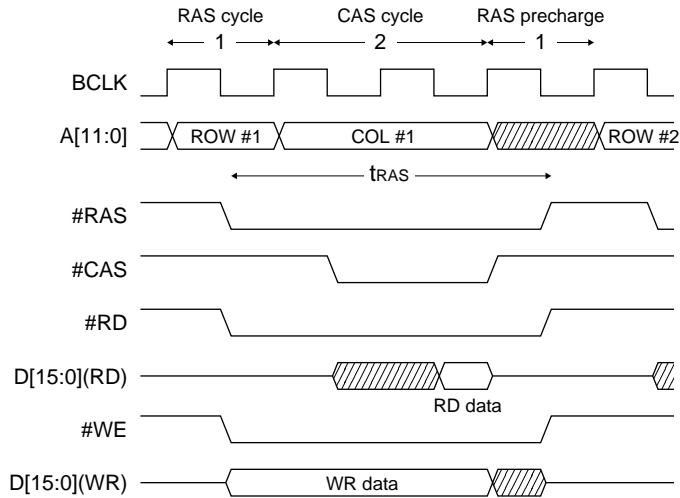 RAS cycle CAS cycle RAS precharge
1 2 1
BCLK
A[11:0] ROW #1 COL #1 ROW #2
tRAS
#RAS
#CAS
#RD
D[15:0](RD)
RD data
#WE
D[15:0](WR) WR data